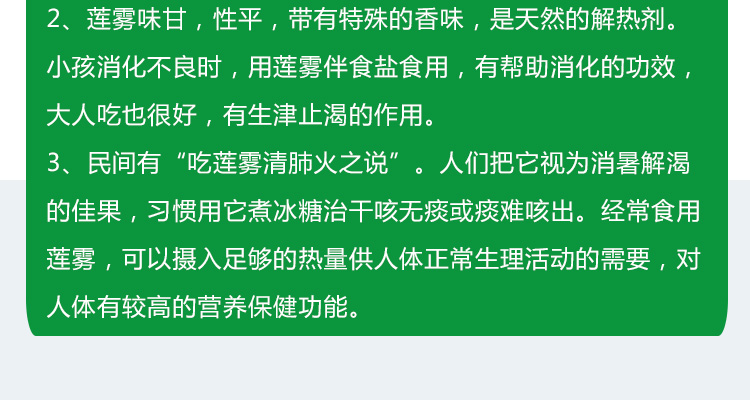 2、莲雾味甘，性平，带有特殊的香味，是天然的解热剂。
小孩消化不良时，用莲雾伴食盐食用，有帮助消化的功效，
大人吃也很好，有生津止渴的作用。
3、民间有“吃莲雾清肺火之说”。人们把它视为消暑解渴
的佳果，习惯用它煮冰糖治干咳无痰或痰难咳出。经常食用
莲雾，可以摄入足够的热量供人体正常生理活动的需要，对
人体有较高的营养保健功能。